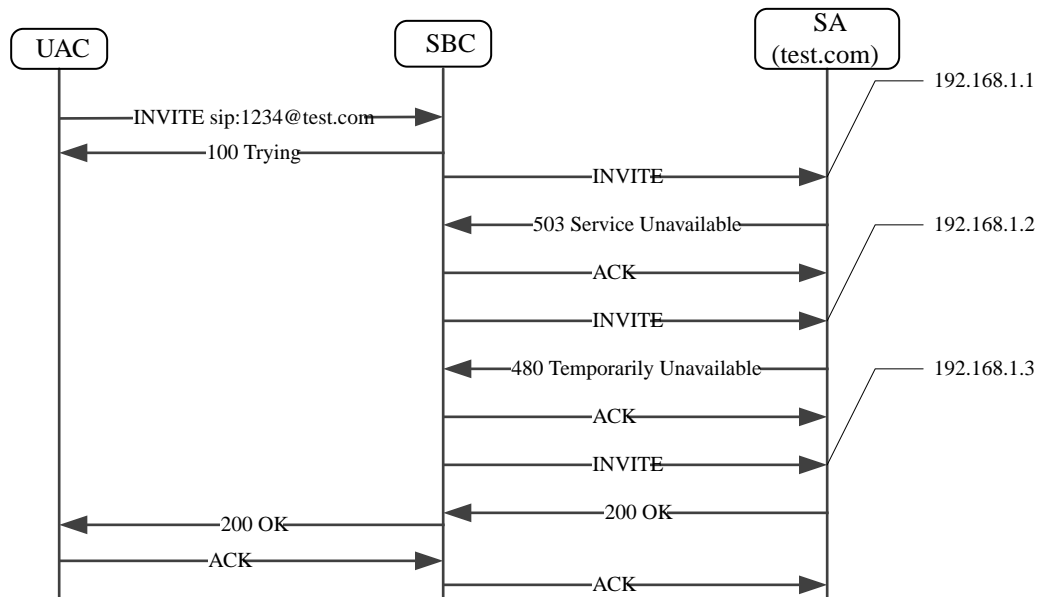 UAC
SBC
SA
(test.com)
192.168.1.1
INVITE sip:1234@test.com
100 Trying
INVITE
503 Service Unavailable
192.168.1.2
ACK
INVITE
480 Temporarily Unavailable
192.168.1.3
ACK
INVITE
200 OK
200 OK
ACK
ACK